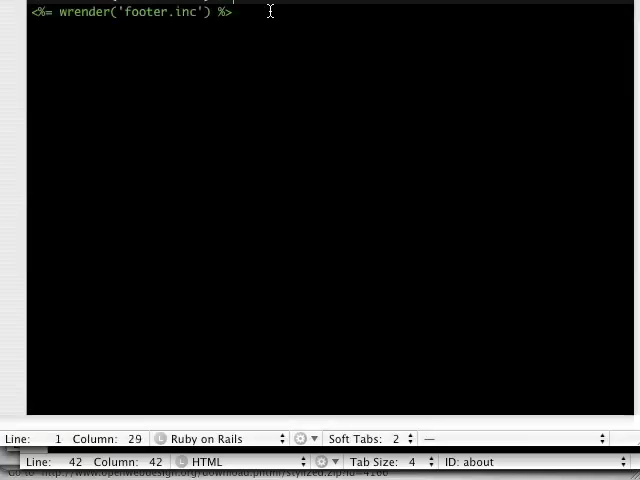 <%= wrender('footer.inc') %>
Line: 1 Column: 29 L Ruby on Rails Soft Tabs: 2 —
Line: 42 Column: 42 L HTML Tab Size: 4 ID: about